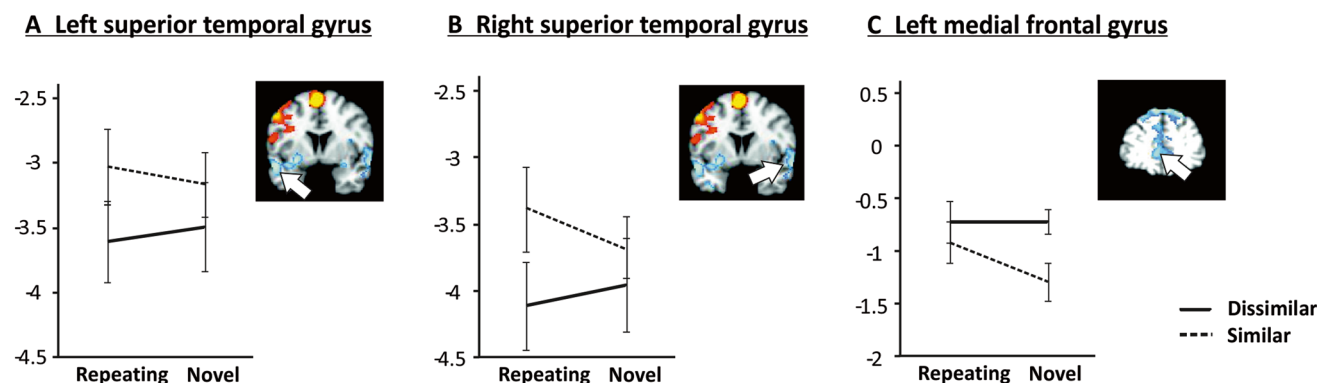 A Left superior temporal gyrus
-2.5
-3
-3.5
-4
-4.5
Repeating Novel
B Right superior temporal gyrus
-2.5
-3
-3.5
-4
-4.5
Repeating Novel
C Left medial frontal gyrus
0.5
0
-0.5
-1
-1.5
-2
Repeating Novel
Dissimilar
Similar